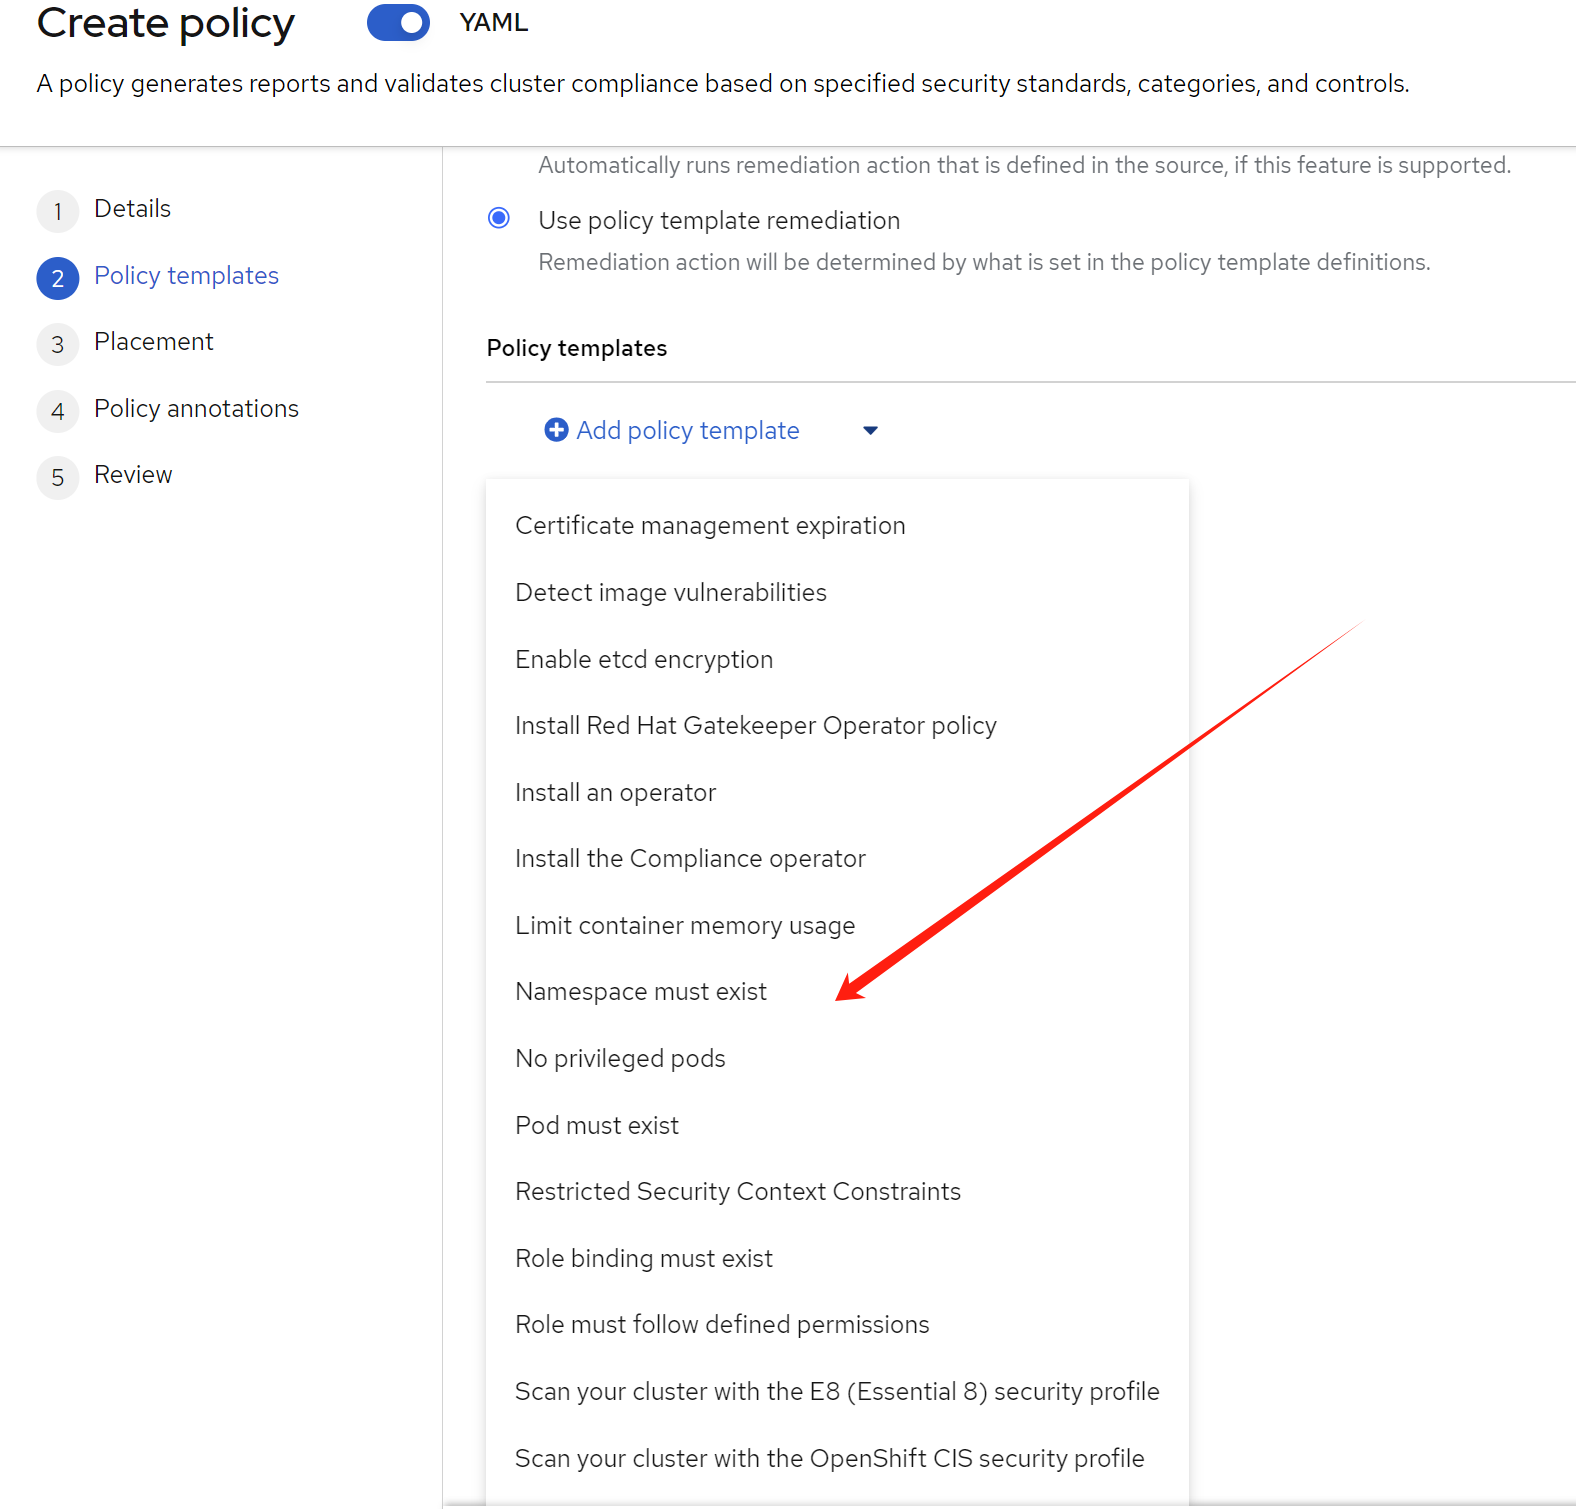 Create policy YAML
A policy generates reports and validates cluster compliance based on specified security standards, categories, and controls.
1 Details
2 Policy templates
3 Placement
4 Policy annotations
5 Review
Automatically runs remediation action that is defined in the source, if this feature is supported.
Use policy template remediation
Remediation action will be determined by what is set in the policy template definitions.
Policy templates
Add policy template
Certificate management expiration
Detect image vulnerabilities
Enable etcd encryption
Install Red Hat Gatekeeper Operator policy
Install an operator
Install the Compliance operator
Limit container memory usage
Namespace must exist
No privileged pods
Pod must exist
Restricted Security Context Constraints
Role binding must exist
Role must follow defined permissions
Scan your cluster with the E8 (Essential 8) security profile
Scan your cluster with the OpenShift CIS security profile